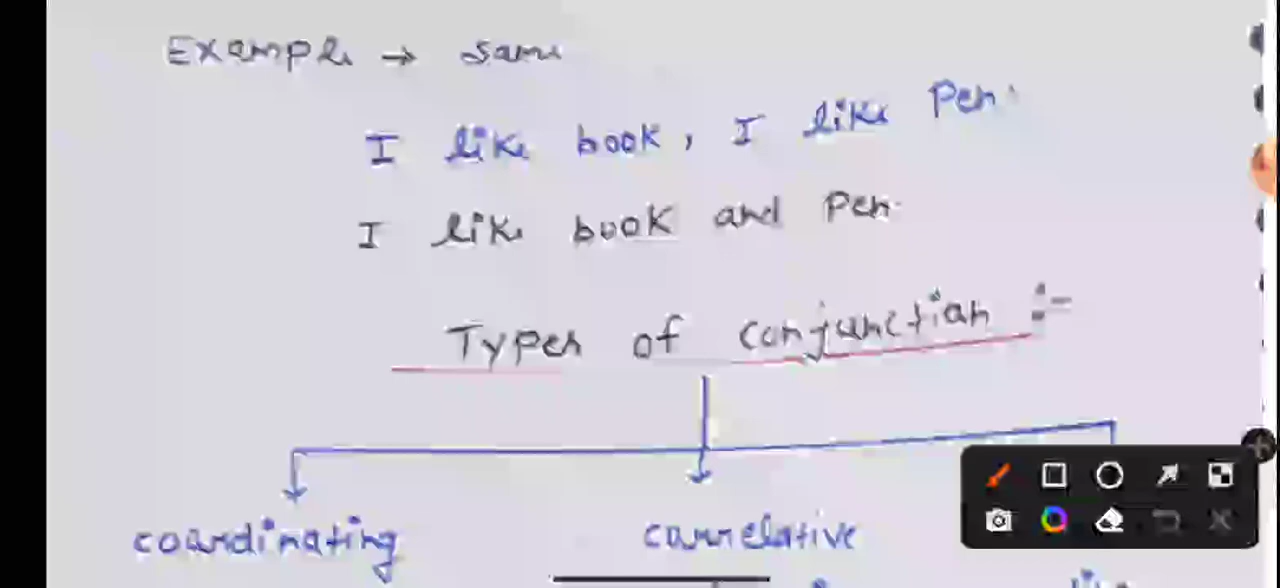 Example → same
I like book, I like Pen.
I like book and Pen.
Types of conjunction :-
coordinating correlative